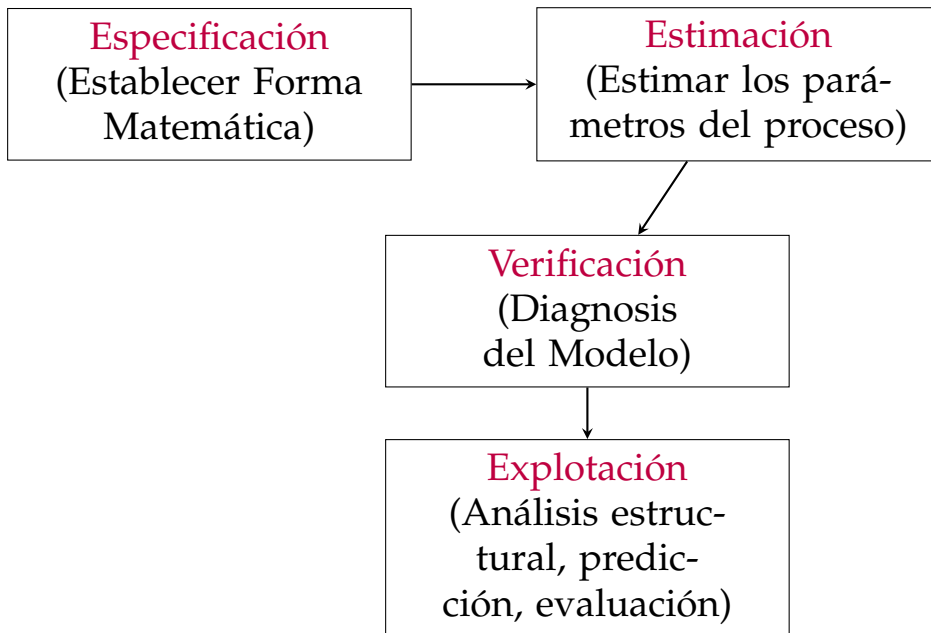 Especificación
(Establecer Forma
Matemática)
Estimación
(Estimar los pará-
metros del proceso)
Verificación
(Diagnosis
del Modelo)
Explotación
(Análisis estruc-
tural, predic-
ción, evaluación)